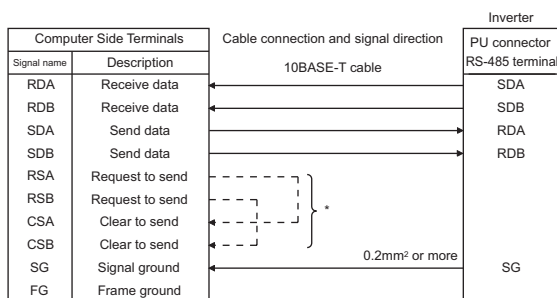 Inverter
Computer Side Terminals
Cable connection and signal direction
PU connector
RS-485 terminal
Signal name
Description
10BASE-T cable
RDA Receive data SDA
RDB Receive data SDB
SDA Send data RDA
SDB Send data RDB
RSA Request to send
RSB Request to send
*
CSA Clear to send
CSB Clear to send
0.2mm² or more
SG Signal ground SG
FG Frame ground